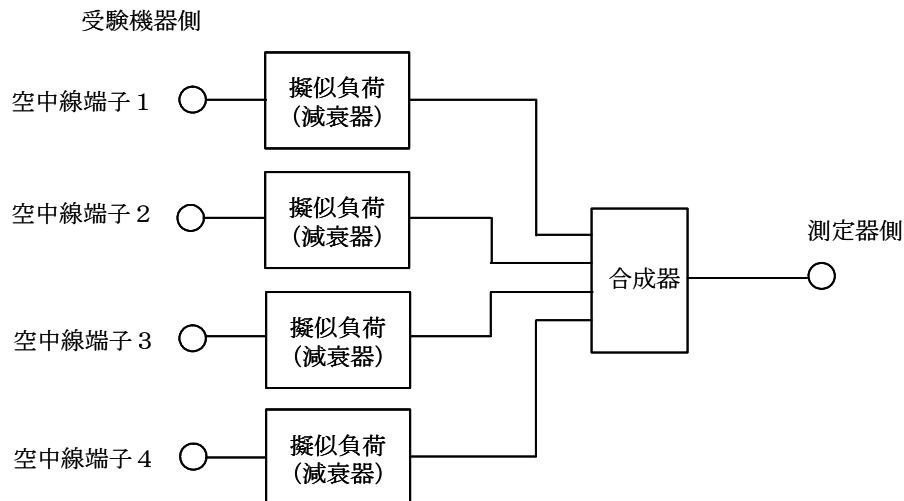 受験機器側
空中線端子1
擬似負荷
（減衰器）
空中線端子2
擬似負荷
（減衰器）
空中線端子3
擬似負荷
（減衰器）
空中線端子4
擬似負荷
（減衰器）
合成器
測定器側